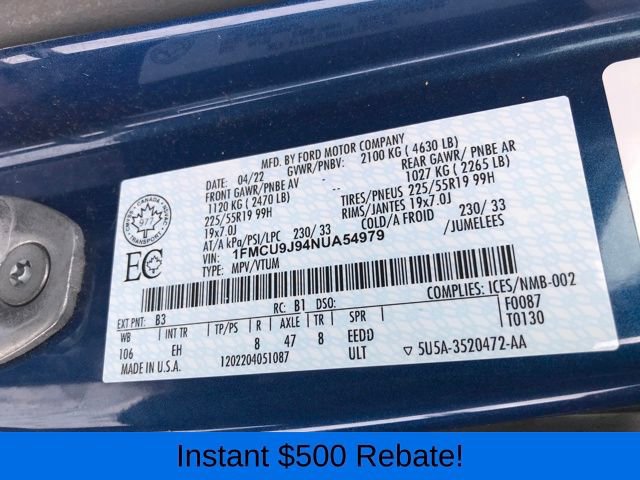 MFD. BY FORD MOTOR COMPANY
DATE: 04/22 GVWR/PNBV: 2100 KG ( 4630 LB)
FRONT GAWR/PNBE AV - - REAR GAWR/ PNBE AR
1120 KG ( 2470 LB) 1027 KG ( 2265 LB)
225/55R19 99H TIRES/PNEUS 225/55R19 99H
19x7.0J RIMS/JANTES 19x7.0J
AT/A kPa/PSI/LPC 230/ 33 COLD/A FROID 230/ 33
VIN: 1FMCU9J94NUA54979 /JUMELEES
TYPE: MPV/VTUM
CANADA
977
TRANSPORT
COMPLIES: ICES/NMB-002
EXT PNT: B3 RC: B1 DSO: F0087
WB INT TR TP/PS AXLE TR SPR T0130
106 EH 8 47 8 EEDD
MADE IN U.S.A. 1202204051087 ULT ▽ 5U5A-3520472-AA
Instant $500 Rebate!